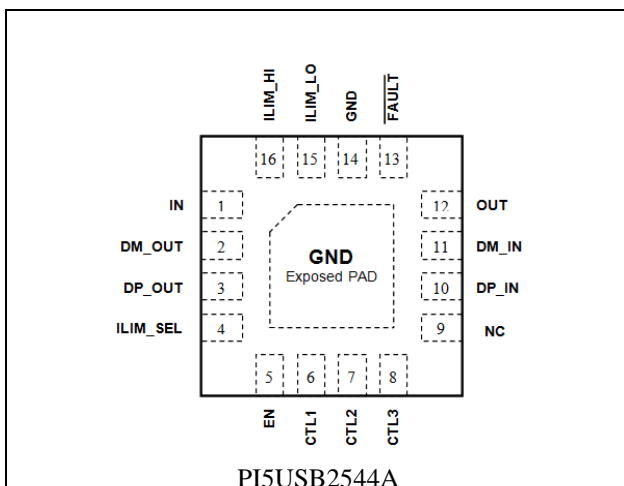 ILIM_HI
ILIM_LO
GND
FAULT
16
15
14
13
IN
1
12
OUT
DM_OUT
2
11
DM_IN
DP_OUT
3
10
DP_IN
ILIM_SEL
4
9
NC
GND
Exposed PAD
5
6
7
8
EN
CTL1
CTL2
CTL3
PI5USB2544A